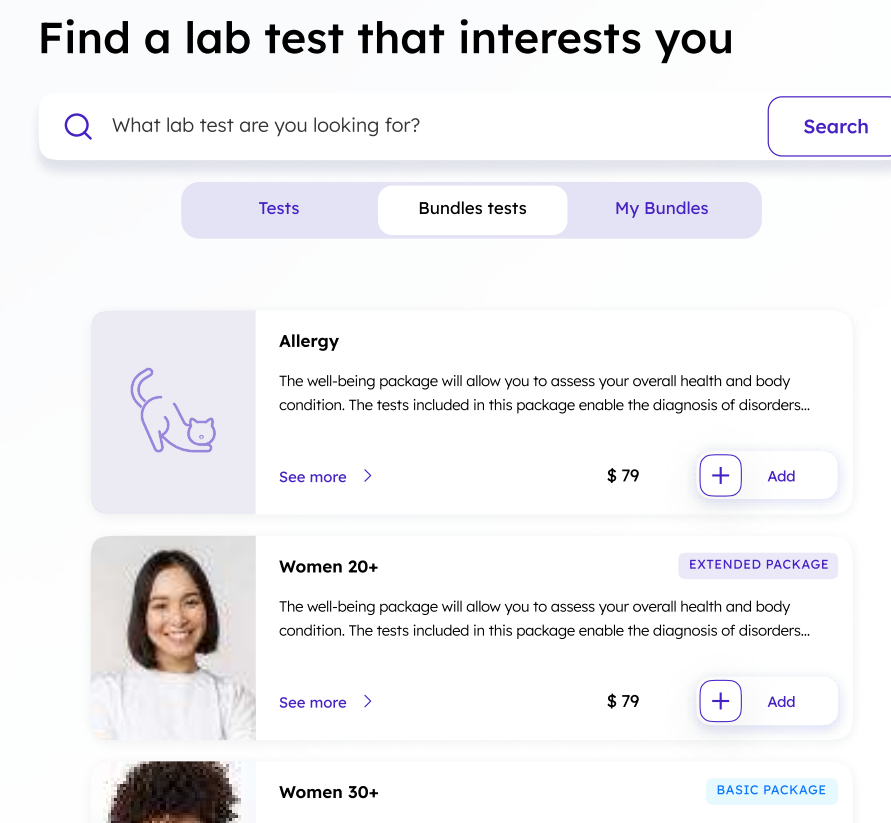 Find a lab test that interests you
What lab test are you looking for?
Search
Tests
Bundles tests
My Bundles
Allergy
The well-being package will allow you to assess your overall health and body
condition. The tests included in this package enable the diagnosis of disorders...
See more
$ 79
Add
Women 20+
EXTENDED PACKAGE
The well-being package will allow you to assess your overall health and body
condition. The tests included in this package enable the diagnosis of disorders...
See more
$ 79
Add
Women 30+
BASIC PACKAGE